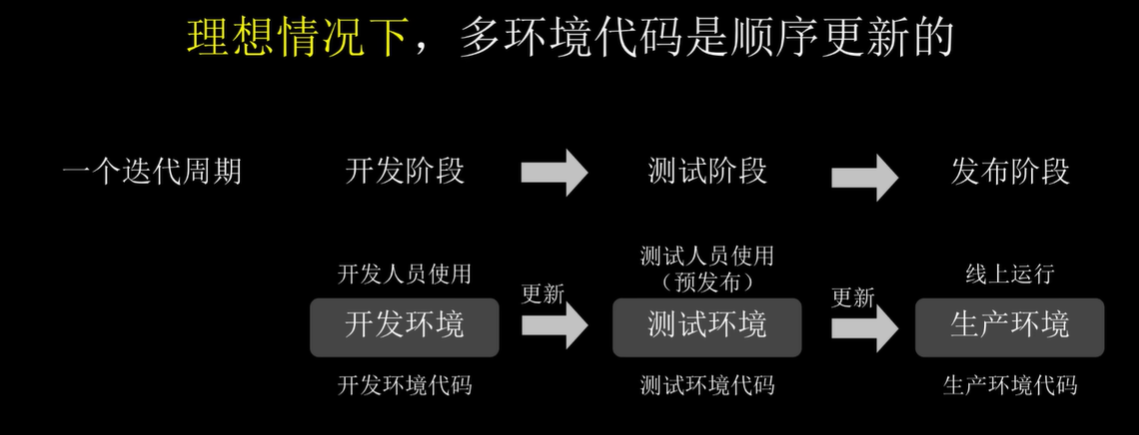 理想情况下，多环境代码是顺序更新的
一个迭代周期 开发阶段 测试阶段 发布阶段
开发人员使用
测试人员使用
（预发布）
线上运行
更新
更新
开发环境
测试环境
生产环境
开发环境代码
测试环境代码
生产环境代码